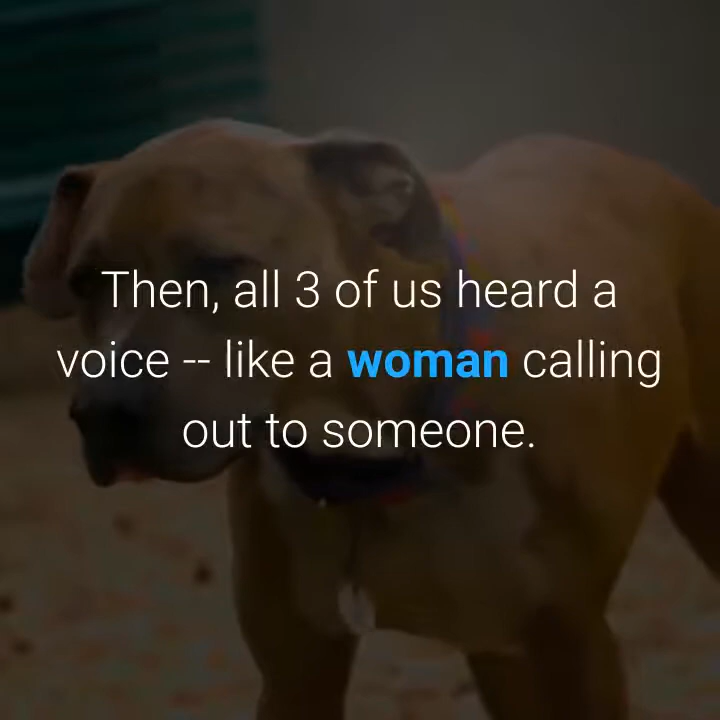 Then, all 3 of us heard a
voice -- like a woman calling
out to someone.